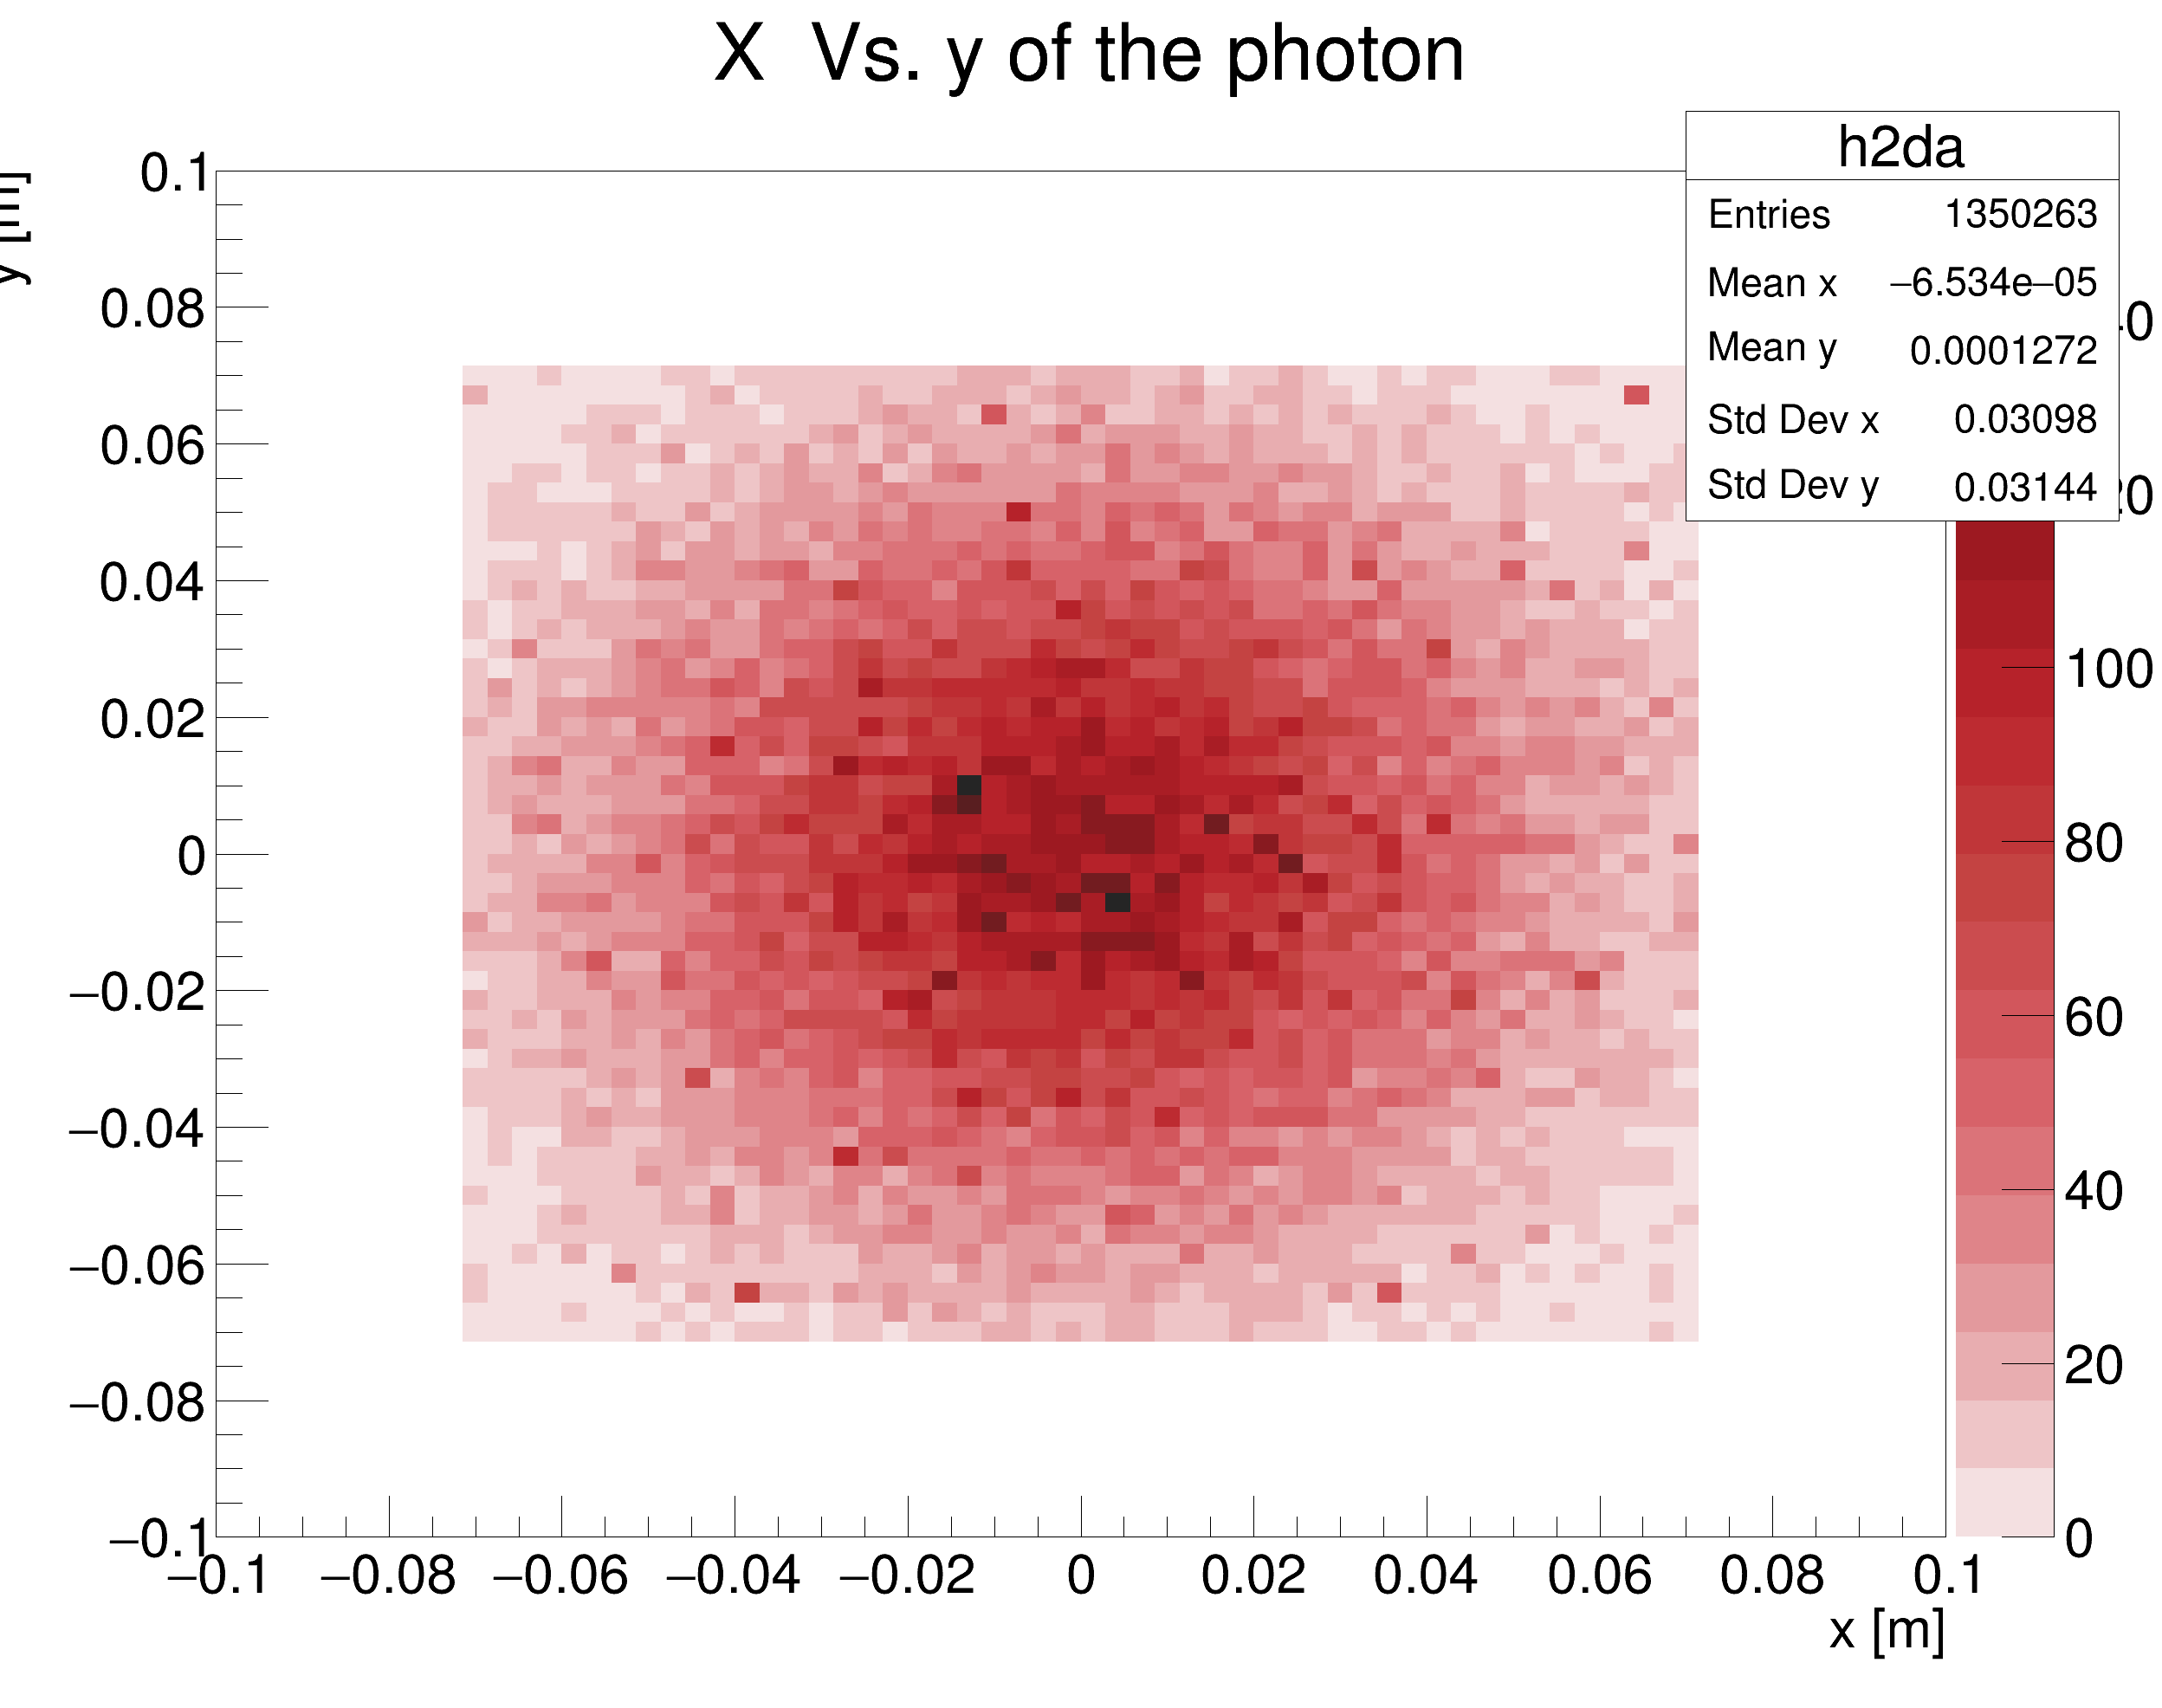 X Vs. y of the photon
h2da
Entries 1350263
Mean x −6.534e−05
Mean y 0.0001272
Std Dev x 0.03098
Std Dev y 0.03144
y [m]
0.1
0.08
0.06
0.04
0.02
0
−0.02
−0.04
−0.06
−0.08
−0.1
−0.1 −0.08 −0.06 −0.04 −0.02 0 0.02 0.04 0.06 0.08 0.1
x [m]
100
80
60
40
20
0